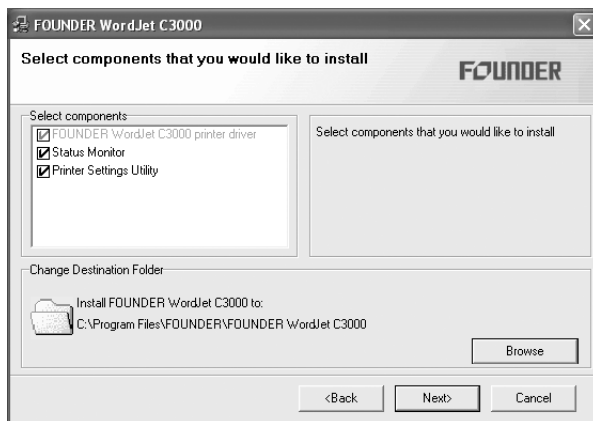 FOUNDER WordJet C3000
Select components that you would like to install
FOUNDER
Select components
FOUNDER WordJet C3000 printer driver
Status Monitor
Printer Settings Utility
Select components that you would like to install
Change Destination Folder
Install FOUNDER WordJet C3000 to:
C:\Program Files\FOUNDER\FOUNDER WordJet C3000
Browse
<Back
Next>
Cancel